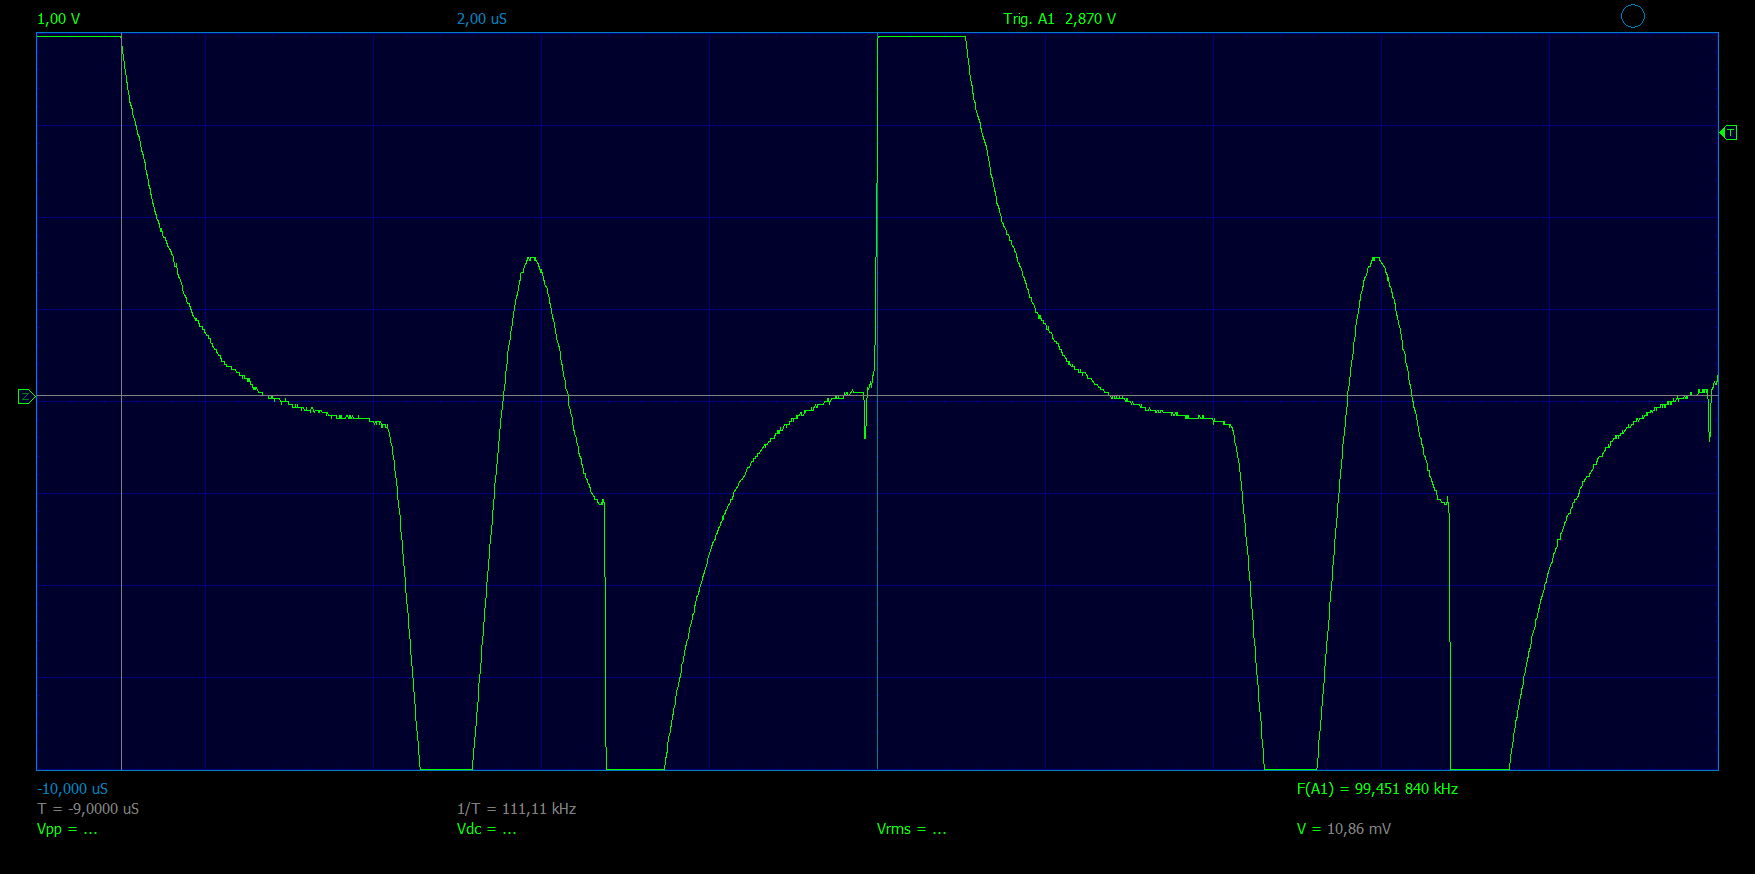 1,00 V 2,00 uS Trig. A1 2,870 V
T
Z
-10,000 uS F(A1) = 99,451 840 kHz
T = -9,0000 uS 1/T = 111,11 kHz
Vpp = ... Vdc = ... Vrms = ... V = 10,86 mV